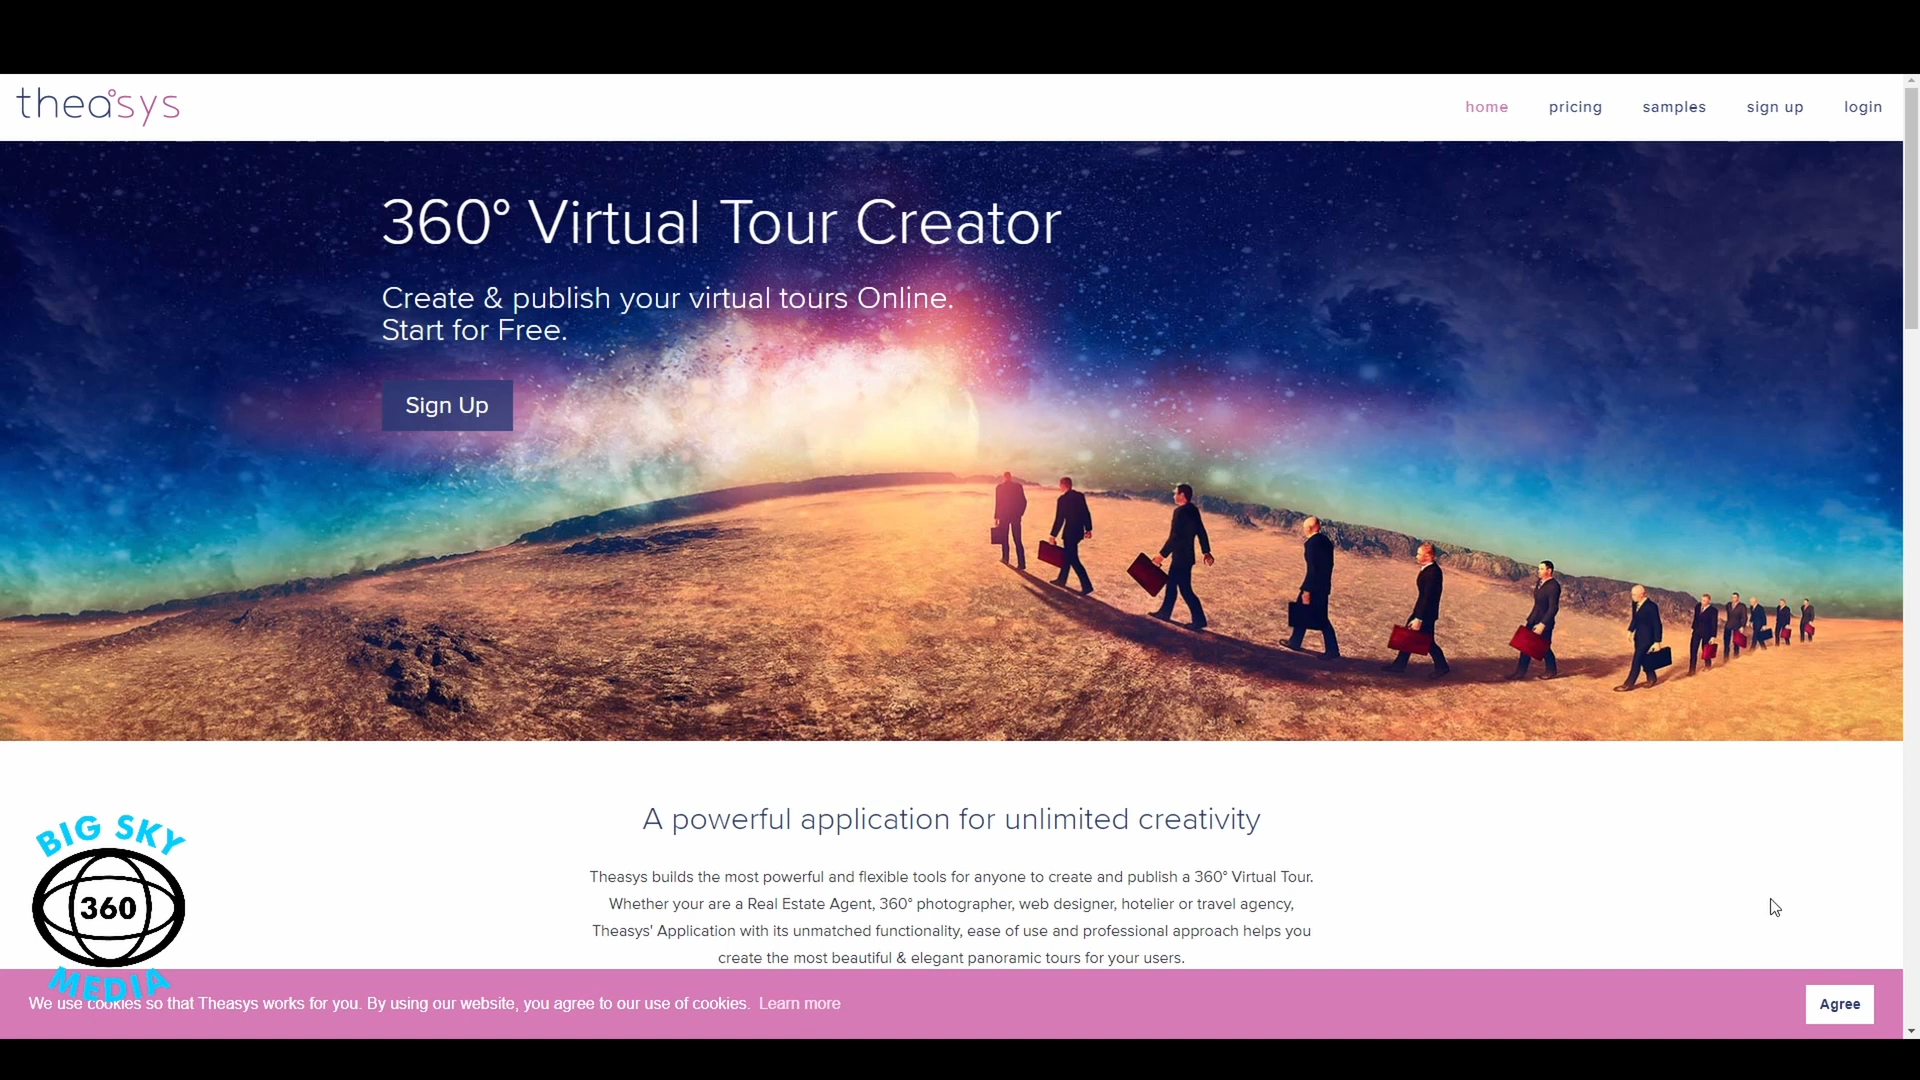 theasys
home pricing samples sign up login
360° Virtual Tour Creator
Create & publish your virtual tours Online.
Start for Free.
Sign Up
A powerful application for unlimited creativity
Theasys builds the most powerful and flexible tools for anyone to create and publish a 360° Virtual Tour.
Whether your are a Real Estate Agent, 360° photographer, web designer, hotelier or travel agency,
Theasys' Application with its unmatched functionality, ease of use and professional approach helps you
create the most beautiful & elegant panoramic tours for your users.
BIG SKY
360
MEDIA
We use cookies so that Theasys works for you. By using our website, you agree to our use of cookies. Learn more
Agree